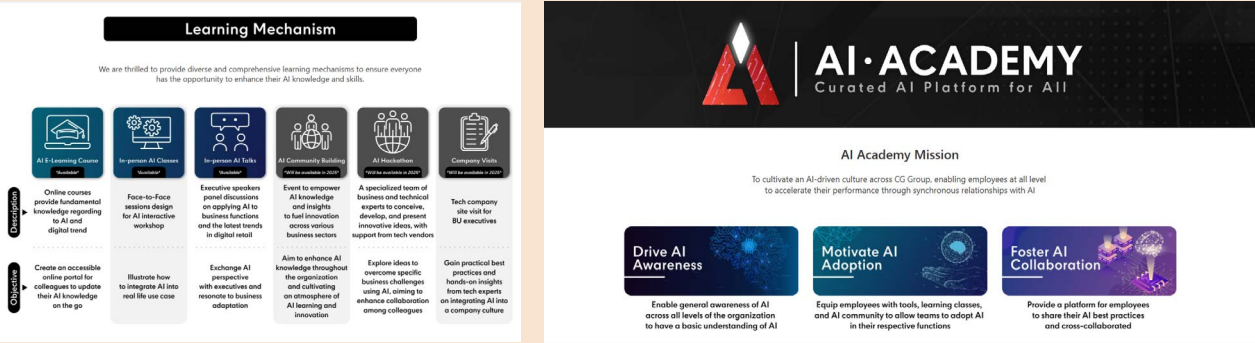 Learning Mechanism
We are thrilled to provide diverse and comprehensive learning mechanisms to ensure everyone
has the opportunity to enhance their AI knowledge and skills.
AI E-Learning Course
*Available*
In-person AI Classes
*Available*
In-person AI Talks
*Available*
AI Community Building
*Will be available in 2025*
AI Hackathon
*Will be available in 2025*
Company Visits
*Will be available in 2025*
Description
Online courses
provide fundamental
knowledge regarding
to AI and
digital trend
Face-to-Face
sessions design
for AI interactive
workshop
Executive speakers
panel discussions
on applying AI to
business functions
and the latest trends
in digital retail
Event to empower
AI knowledge
and insights
to fuel innovation
across various
business sectors
A specialized team of
business and technical
experts to conceive,
develop, and present
innovative ideas, with
support from tech vendors
Tech company
site visit for
BU executives
Objective
Create an accessible
online portal for
colleagues to update
their AI knowledge
on the go
Illustrate how
to integrate AI into
real life use case
Exchange AI
perspective
with executives and
resonate to business
adaptation
Aim to enhance AI
knowledge throughout
the organization
and cultivating
an atmosphere of
AI learning and
innovation
Explore ideas to
overcome specific
business challenges
using AI, aiming to
enhance collaboration
among colleagues
Gain practical best
practices and
hands-on insights
from tech experts
on integrating AI into
a company culture
AI·ACADEMY
Curated AI Platform for All
AI Academy Mission
To cultivate an AI-driven culture across CG Group, enabling employees at all level
to accelerate their performance through synchronous relationships with AI
Drive AI
Awareness
Enable general awareness of AI
across all levels of the organization
to have a basic understanding of AI
Motivate AI
Adoption
Equip employees with tools, learning classes,
and AI community to allow teams to adopt AI
in their respective functions
Foster AI
Collaboration
Provide a platform for employees
to share their AI best practices
and cross-collaborated